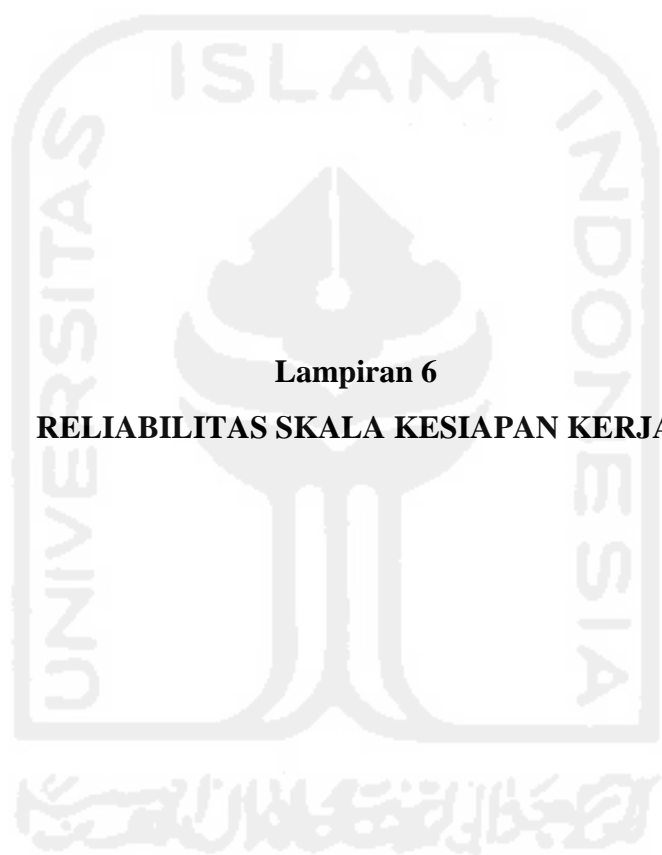 ISLAM
UNIVERSITAS
INDONESIA
Lampiran 6
RELIABILITAS SKALA KESIAPAN KERJA